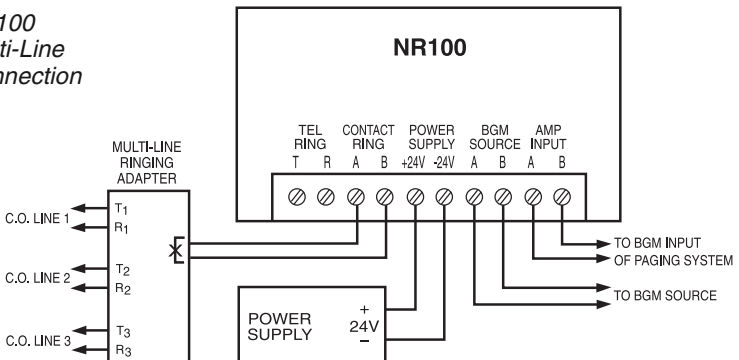 100
ti-Line
nnection
NR100
TEL RING
CONTACT RING
POWER SUPPLY
BGM SOURCE
AMP INPUT
T R A B +24V -24V A B A B
MULTI-LINE
RINGING
ADAPTER
C.O. LINE 1
T1
R1
C.O. LINE 2
T2
R2
C.O. LINE 3
T3
R3
POWER
SUPPLY
+
24V
–
TO BGM INPUT
OF PAGING SYSTEM
TO BGM SOURCE